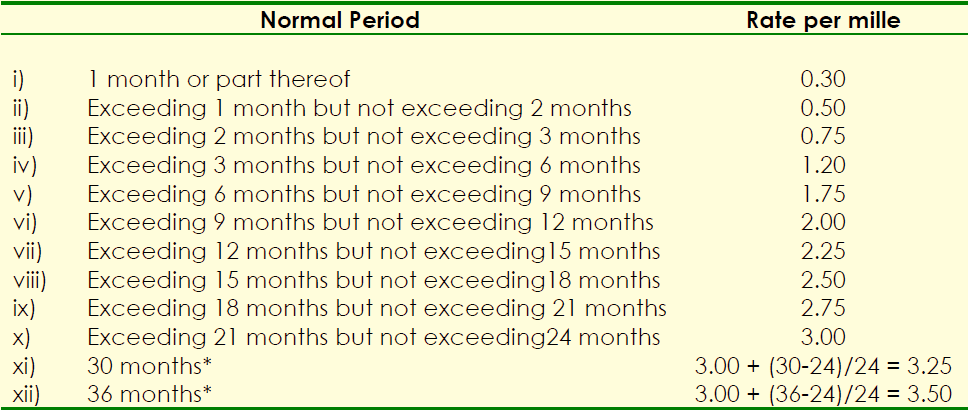 Normal Period Rate per mille
i) 1 month or part thereof 0.30
ii) Exceeding 1 month but not exceeding 2 months 0.50
iii) Exceeding 2 months but not exceeding 3 months 0.75
iv) Exceeding 3 months but not exceeding 6 months 1.20
v) Exceeding 6 months but not exceeding 9 months 1.75
vi) Exceeding 9 months but not exceeding 12 months 2.00
vii) Exceeding 12 months but not exceeding15 months 2.25
viii) Exceeding 15 months but not exceeding18 months 2.50
ix) Exceeding 18 months but not exceeding 21 months 2.75
x) Exceeding 21 months but not exceeding24 months 3.00
xi) 30 months* 3.00 + (30-24)/24 = 3.25
xii) 36 months* 3.00 + (36-24)/24 = 3.50